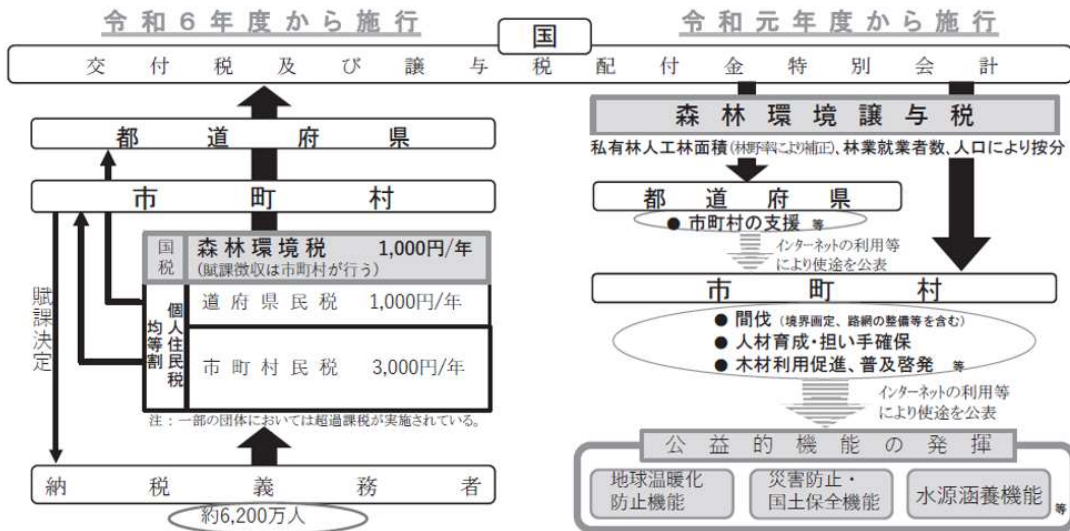 令和６年度から施行
令和元年度から施行
国
交付税及び譲与税配付金特別会計
都道府県
市町村
国税
森林環境税 1,000円/年
(賦課徴収は市町村が行う)
個人住民税均等割
道府県民税 1,000円/年
市町村民税 3,000円/年
注：一部の団体においては超過課税が実施されている。
賦課決定
納税義務者
約6,200万人
森林環境譲与税
私有林人工林面積(林野率により補正)、林業就業者数、人口により按分
都道府県
● 市町村の支援 等
インターネットの利用等
により使途を公表
市町村
● 間伐（境界画定、路網の整備等を含む）
● 人材育成・担い手確保
● 木材利用促進、普及啓発 等
インターネットの利用等
により使途を公表
公益的機能の発揮
地球温暖化
防止機能
災害防止・
国土保全機能
水源涵養機能
等